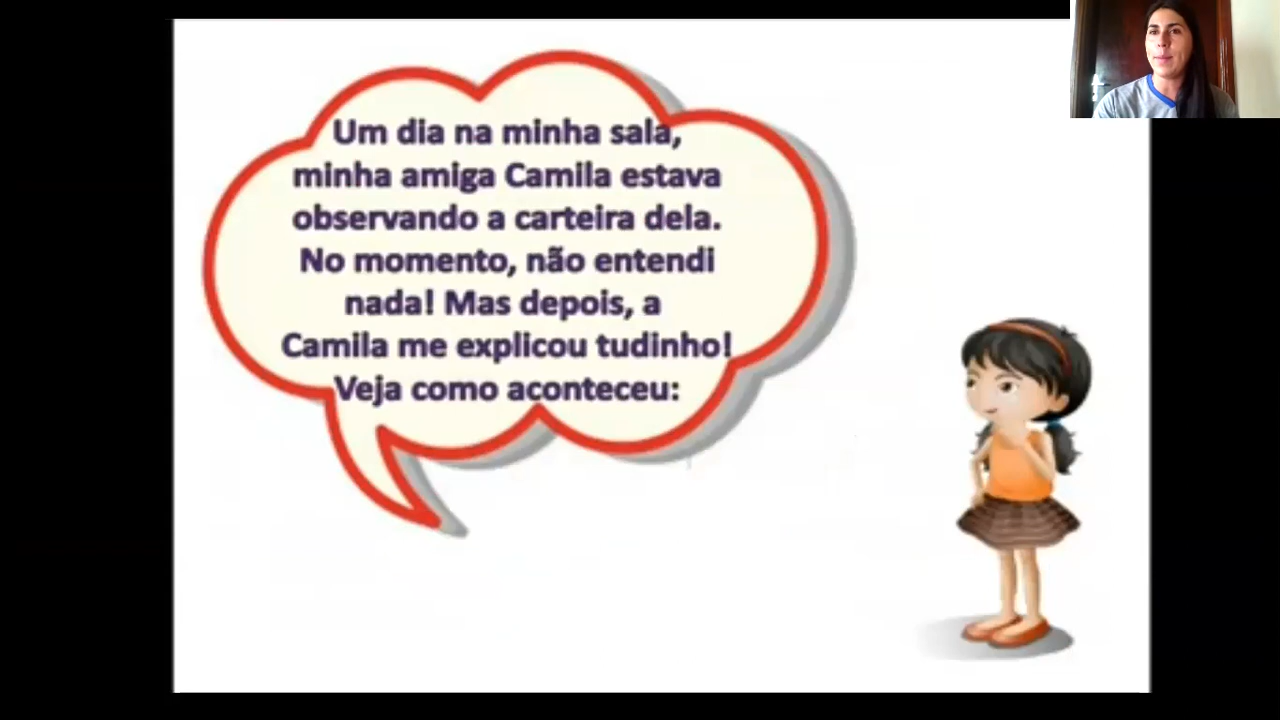 Um dia na minha sala,
minha amiga Camila estava
observando a carteira dela.
No momento, não entendi
nada! Mas depois, a
Camila me explicou tudinho!
Veja como aconteceu: